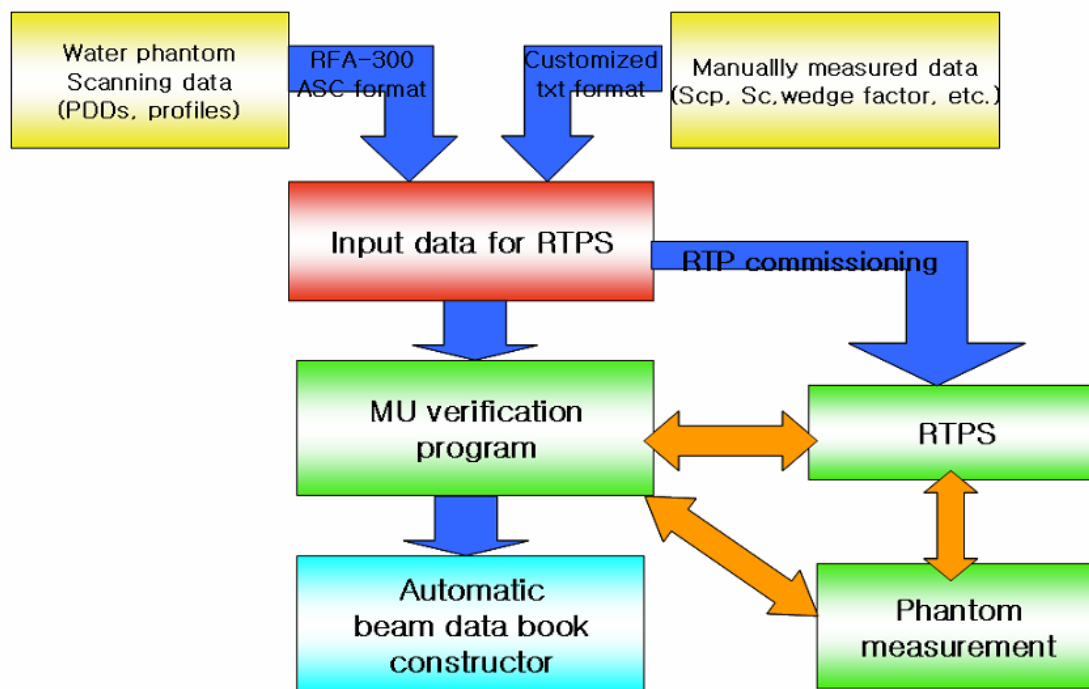 Water phantom
Scanning data
(PDDs, profiles)
RFA-300
ASC format
Customized
txt format
Manuallly measured data
(Scp, Sc,wedge factor, etc.)
Input data for RTPS
RTP commissioning
MU verification
program
RTPS
Automatic
beam data book
constructor
Phantom
measurement